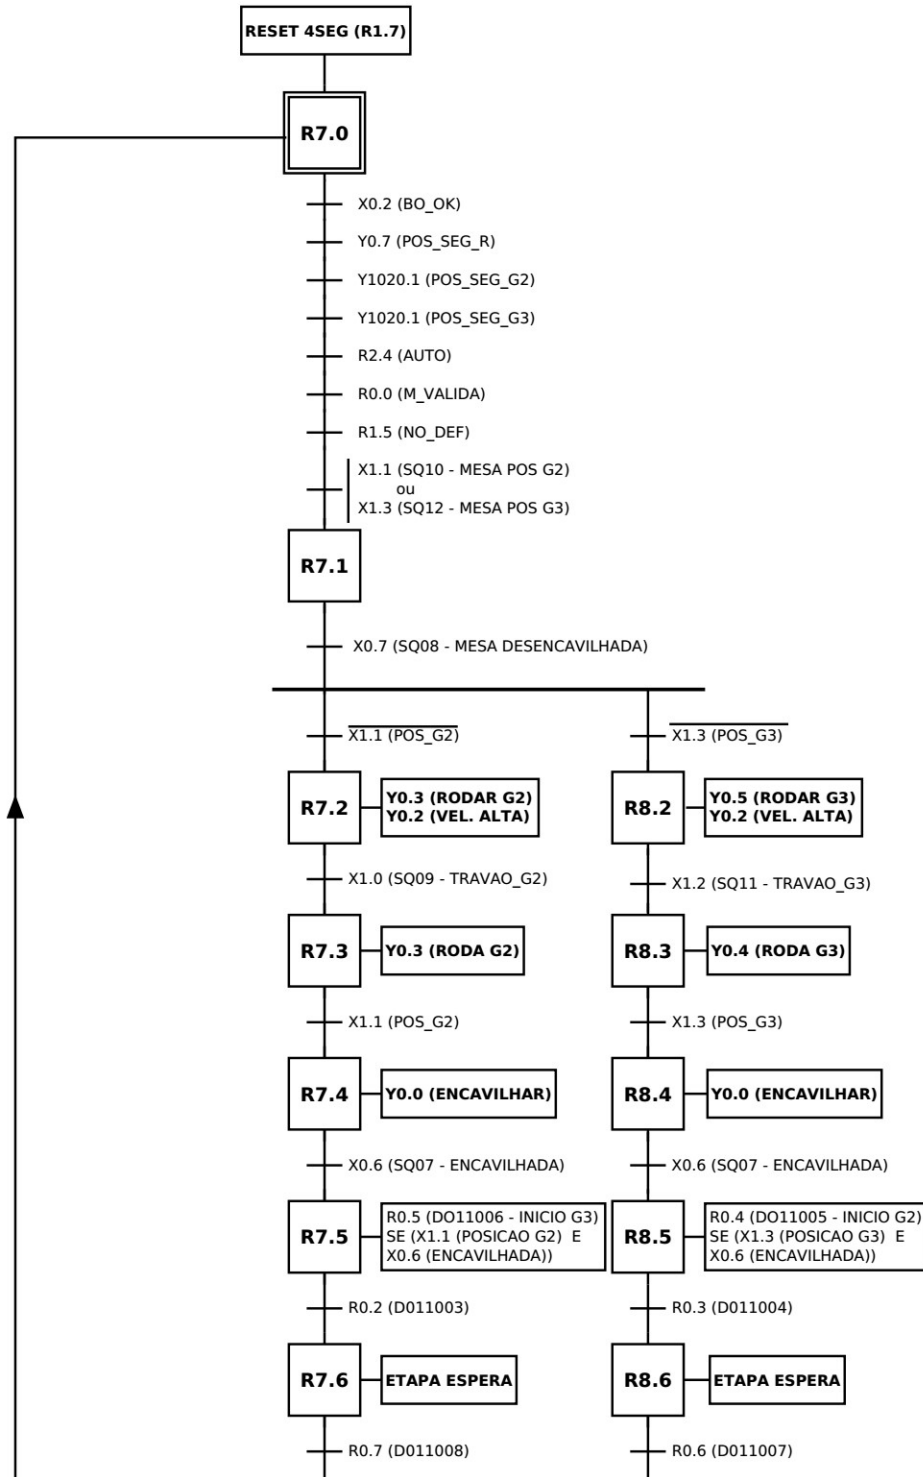 RESET 4SEG (R1.7)
R7.0
X0.2 (BO_OK)
Y0.7 (POS_SEG_R)
Y1020.1 (POS_SEG_G2)
Y1020.1 (POS_SEG_G3)
R2.4 (AUTO)
R0.0 (M_VALIDA)
R1.5 (NO_DEF)
X1.1 (SQ10 - MESA POS G2)
ou
X1.3 (SQ12 - MESA POS G3)
R7.1
X0.7 (SQ08 - MESA DESENCAVILHADA)
X1.1 (POS_G2)
X1.3 (POS_G3)
R7.2
Y0.3 (RODAR G2)
Y0.2 (VEL. ALTA)
R8.2
Y0.5 (RODAR G3)
Y0.2 (VEL. ALTA)
X1.0 (SQ09 - TRAVAO_G2)
X1.2 (SQ11 - TRAVAO_G3)
R7.3
Y0.3 (RODA G2)
R8.3
Y0.4 (RODA G3)
X1.1 (POS_G2)
X1.3 (POS_G3)
R7.4
Y0.0 (ENCAVILHAR)
R8.4
Y0.0 (ENCAVILHAR)
X0.6 (SQ07 - ENCAVILHADA)
X0.6 (SQ07 - ENCAVILHADA)
R7.5
R0.5 (DO11006 - INICIO G3)
SE (X1.1 (POSICAO G2) E
X0.6 (ENCAVILHADA))
R8.5
R0.4 (DO11005 - INICIO G2)
SE (X1.3 (POSICAO G3) E
X0.6 (ENCAVILHADA))
R0.2 (D011003)
R0.3 (D011004)
R7.6
ETAPA ESPERA
R8.6
ETAPA ESPERA
R0.7 (D011008)
R0.6 (D011007)